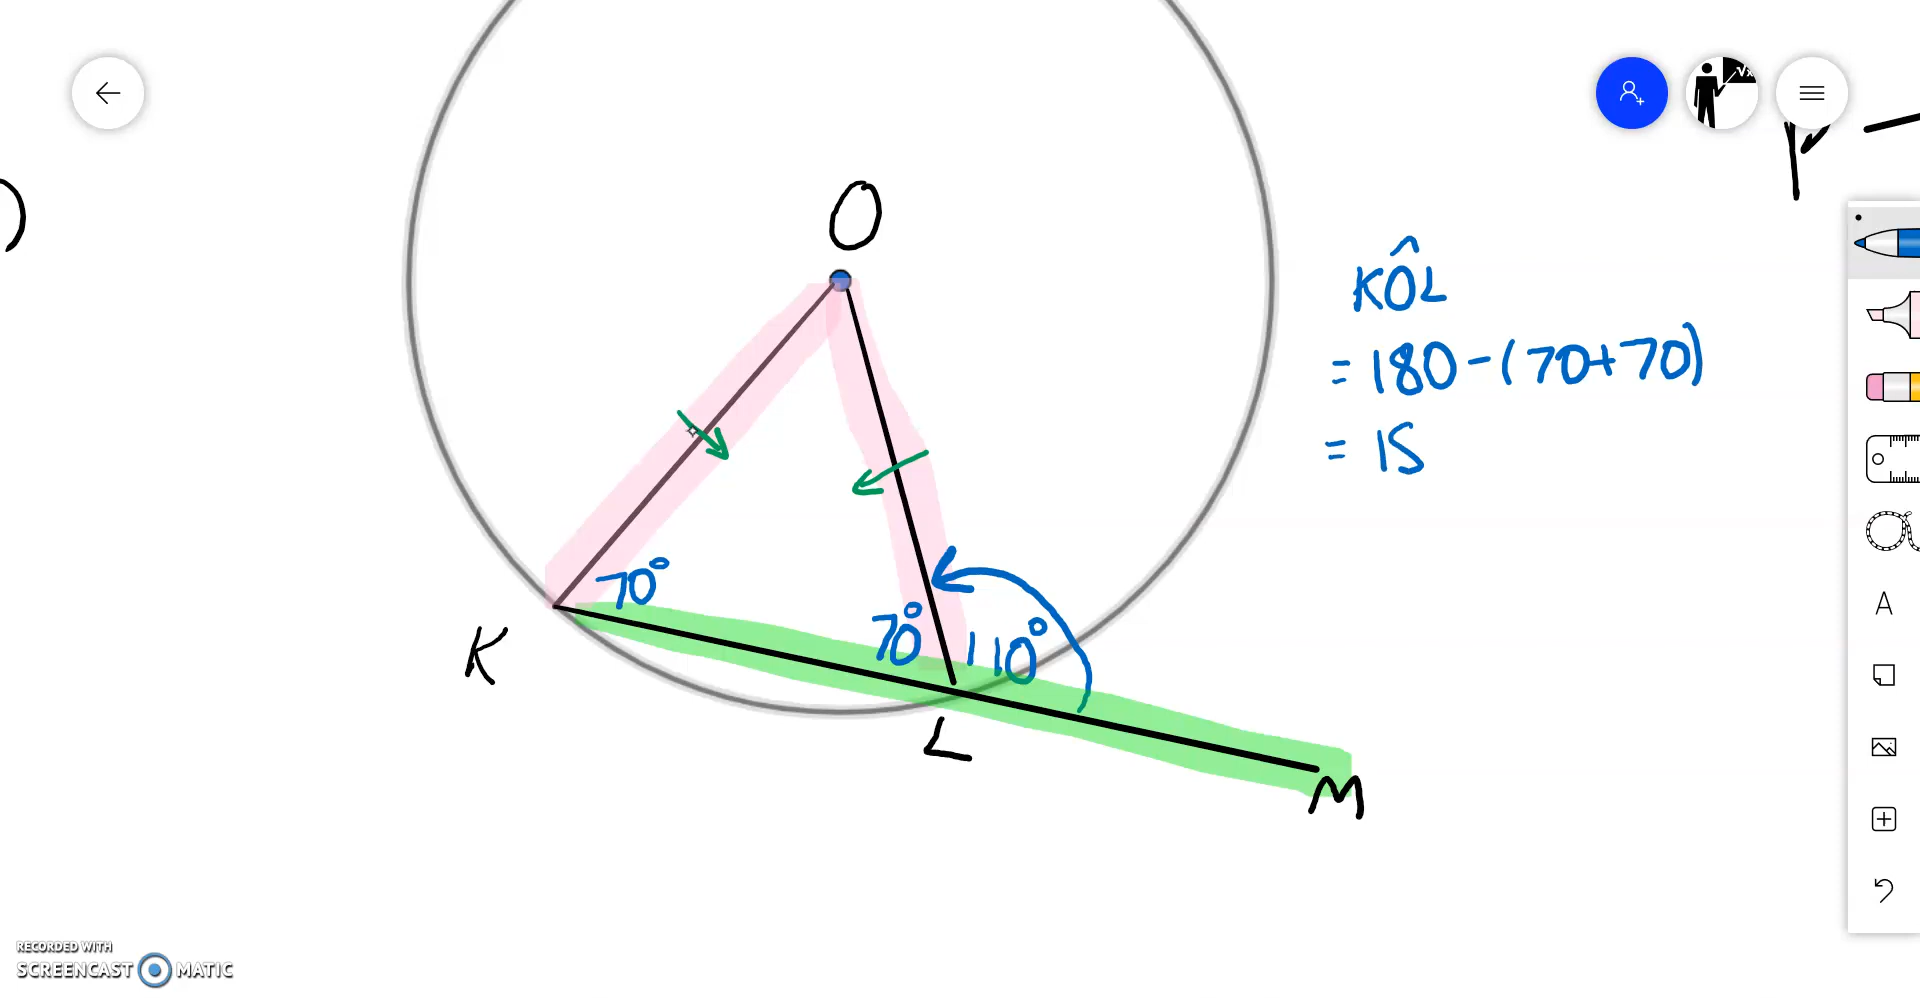 O
KÔL
= 180 - (70+70)
= 15
70°
70°
110°
K
L
M
A
RECORDED WITH
SCREENCAST MATIC